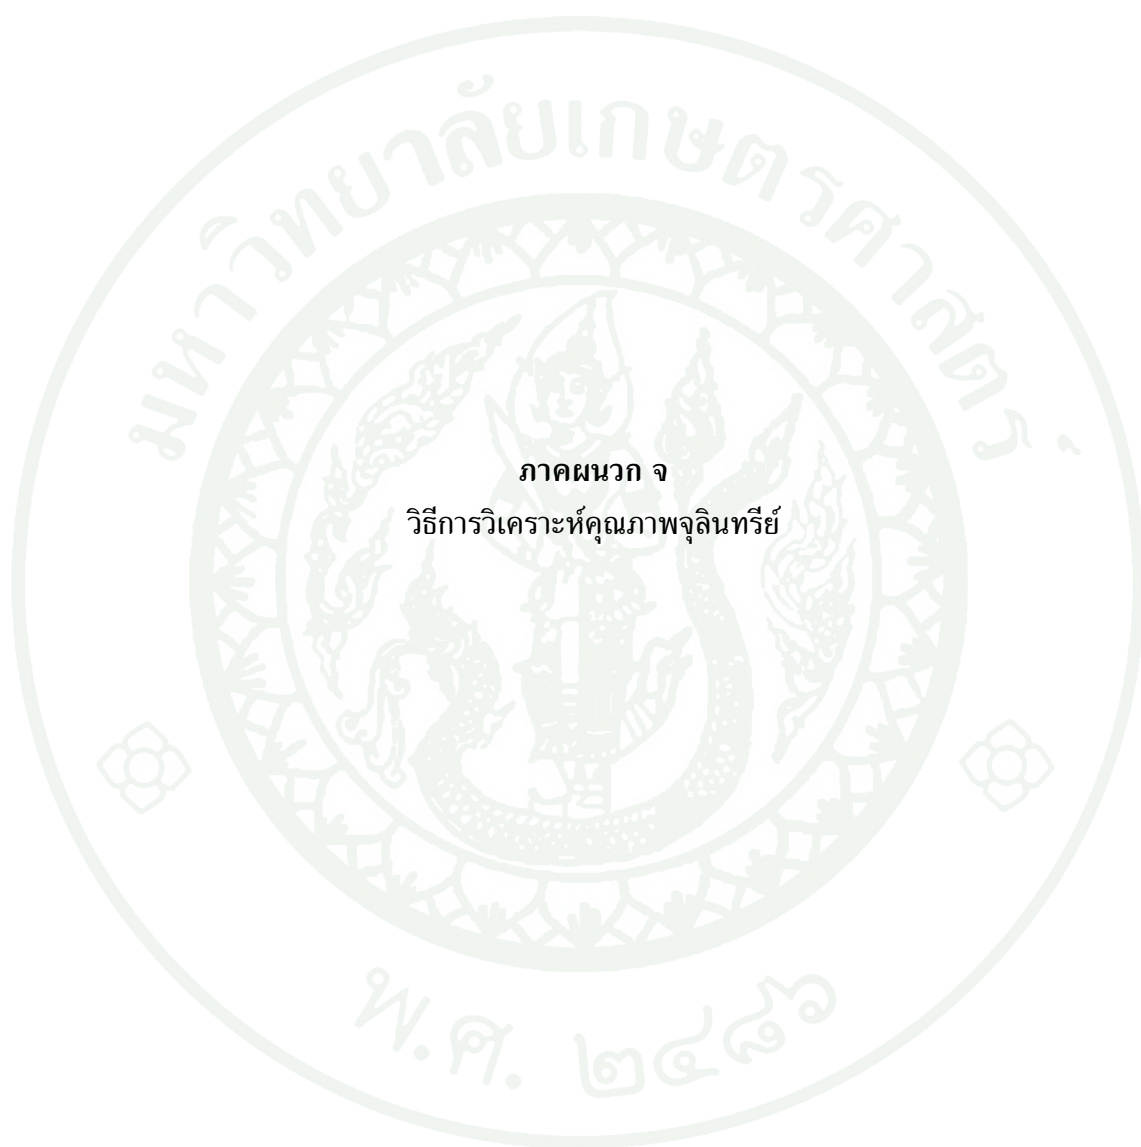 มหาวิทยาลัยเกษตรศาสตร์
ภาคผนวก จ
วิธีการวิเคราะห์คุณภาพจุลินทรีย์
พ.ศ. ๒๔๘๖